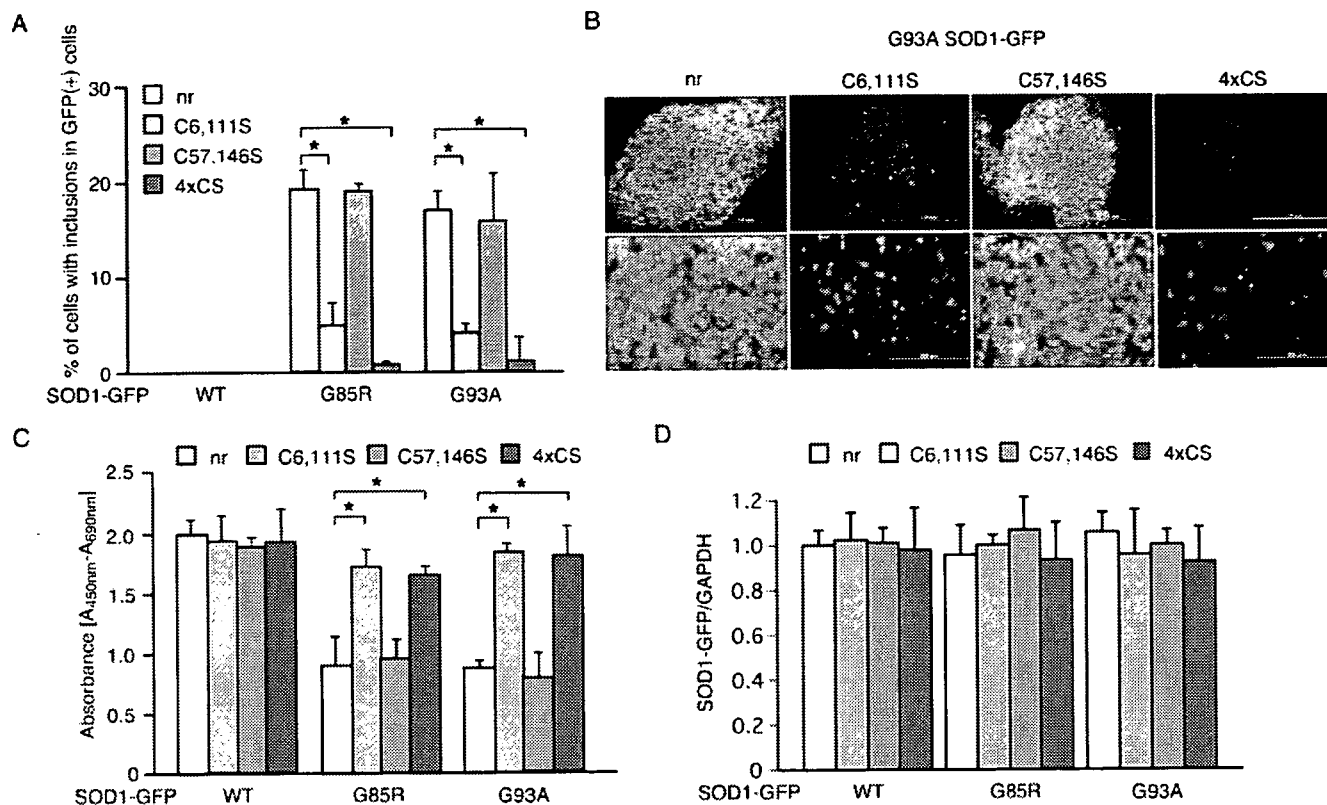 A
% of cells with inclusions in GFP(+) cells
30
20
10
0
nr
C6,111S
C57,146S
4xCS
*
*
*
*
SOD1-GFP WT G85R G93A
B
G93A SOD1-GFP
nr C6,111S C57,146S 4xCS
C
nr C6,111S C57,146S 4xCS
Absorbance [A450nm-A690nm]
2.5
2.0
1.5
1.0
0.5
0
*
*
*
*
SOD1-GFP WT G85R G93A
D
nr C6,111S C57,146S 4xCS
SOD1-GFP/GAPDH
1.2
1.0
0.8
0.6
0.4
0.2
0
SOD1-GFP WT G85R G93A